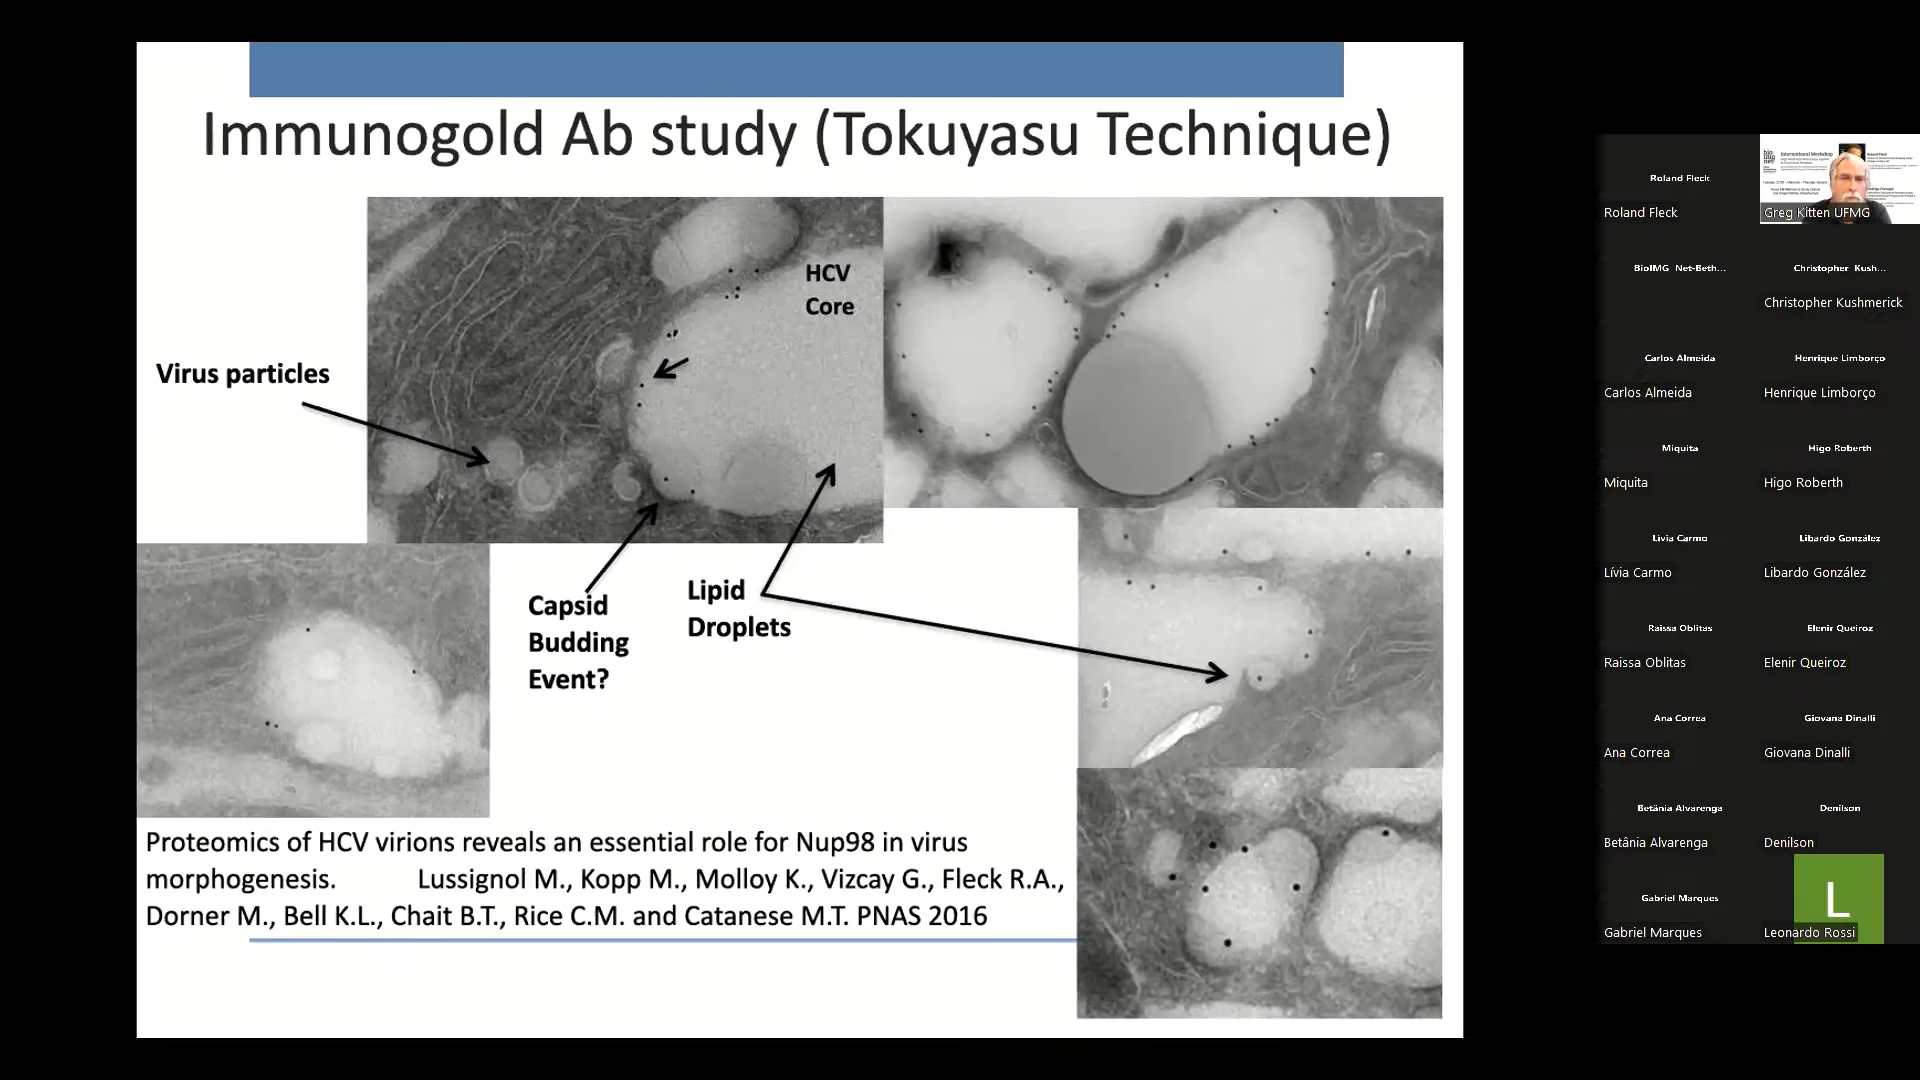 Immunogold Ab study (Tokuyasu Technique)
HCV
Core
Virus particles
Capsid
Budding
Event?
Lipid
Droplets
Proteomics of HCV virions reveals an essential role for Nup98 in virus
morphogenesis. Lussignol M., Kopp M., Molloy K., Vizcay G., Fleck R.A.,
Dorner M., Bell K.L., Chait B.T., Rice C.M. and Catanese M.T. PNAS 2016
Roland Fleck
Roland Fleck
International Workshop
Greg Kitten UFMG
BioIMG Net-Beth...
Christopher Kush...
Christopher Kushmerick
Carlos Almeida
Henrique Limborço
Carlos Almeida
Henrique Limborço
Miquita
Higo Roberth
Miquita
Higo Roberth
Lívia Carmo
Libardo González
Lívia Carmo
Libardo González
Raissa Oblitas
Elenir Queiroz
Raissa Oblitas
Elenir Queiroz
Ana Correa
Giovana Dinalli
Ana Correa
Giovana Dinalli
Betânia Alvarenga
Denilson
Betânia Alvarenga
Denilson
Gabriel Marques
L
Gabriel Marques
Leonardo Rossi